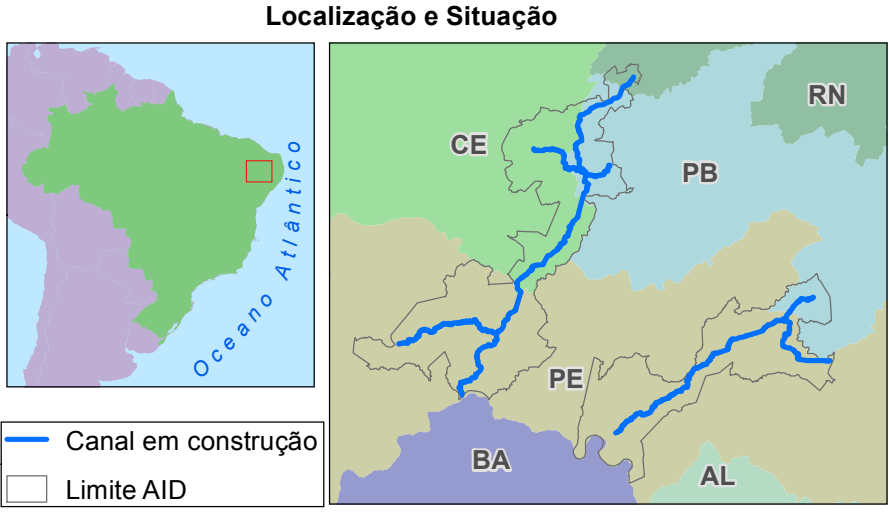 Localização e Situação
Oceano Atlântico
CE
RN
PB
PE
BA
AL
Canal em construção
Limite AID